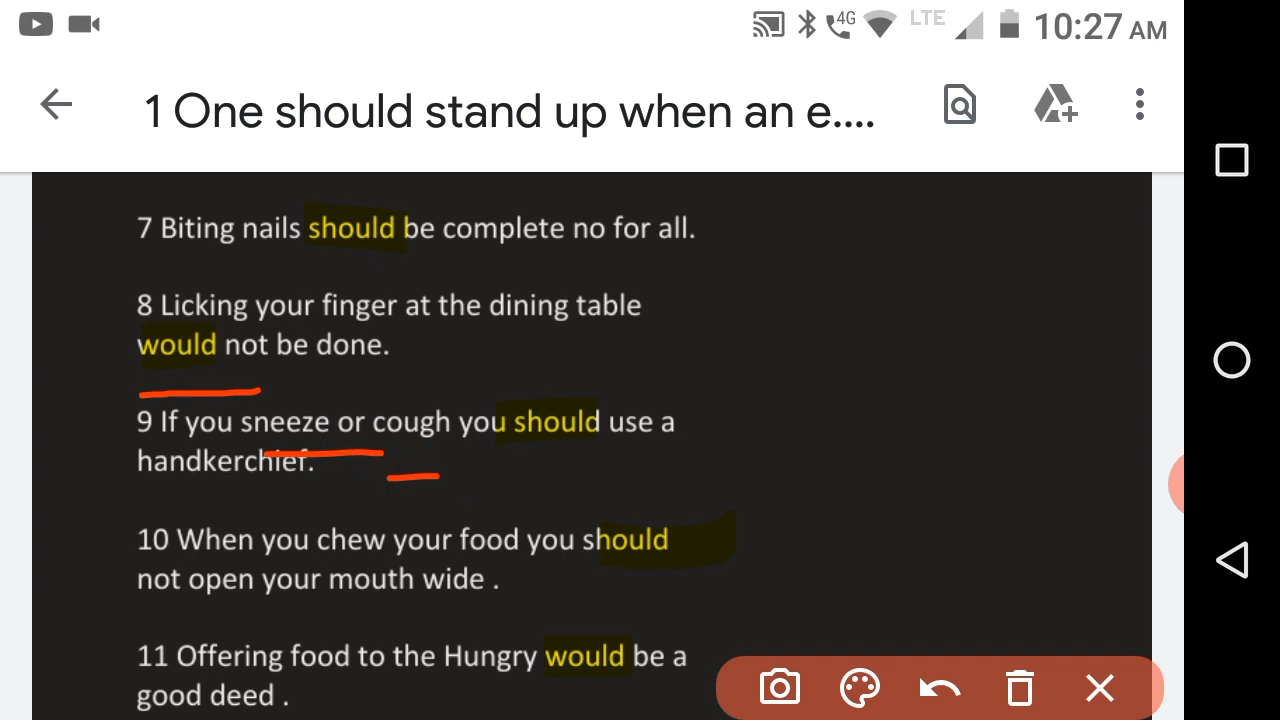 4G LTE 10:27 AM
1 One should stand up when an e....
7 Biting nails should be complete no for all.
8 Licking your finger at the dining table
would not be done.
9 If you sneeze or cough you should use a
handkerchief.
10 When you chew your food you should
not open your mouth wide .
11 Offering food to the Hungry would be a
good deed .